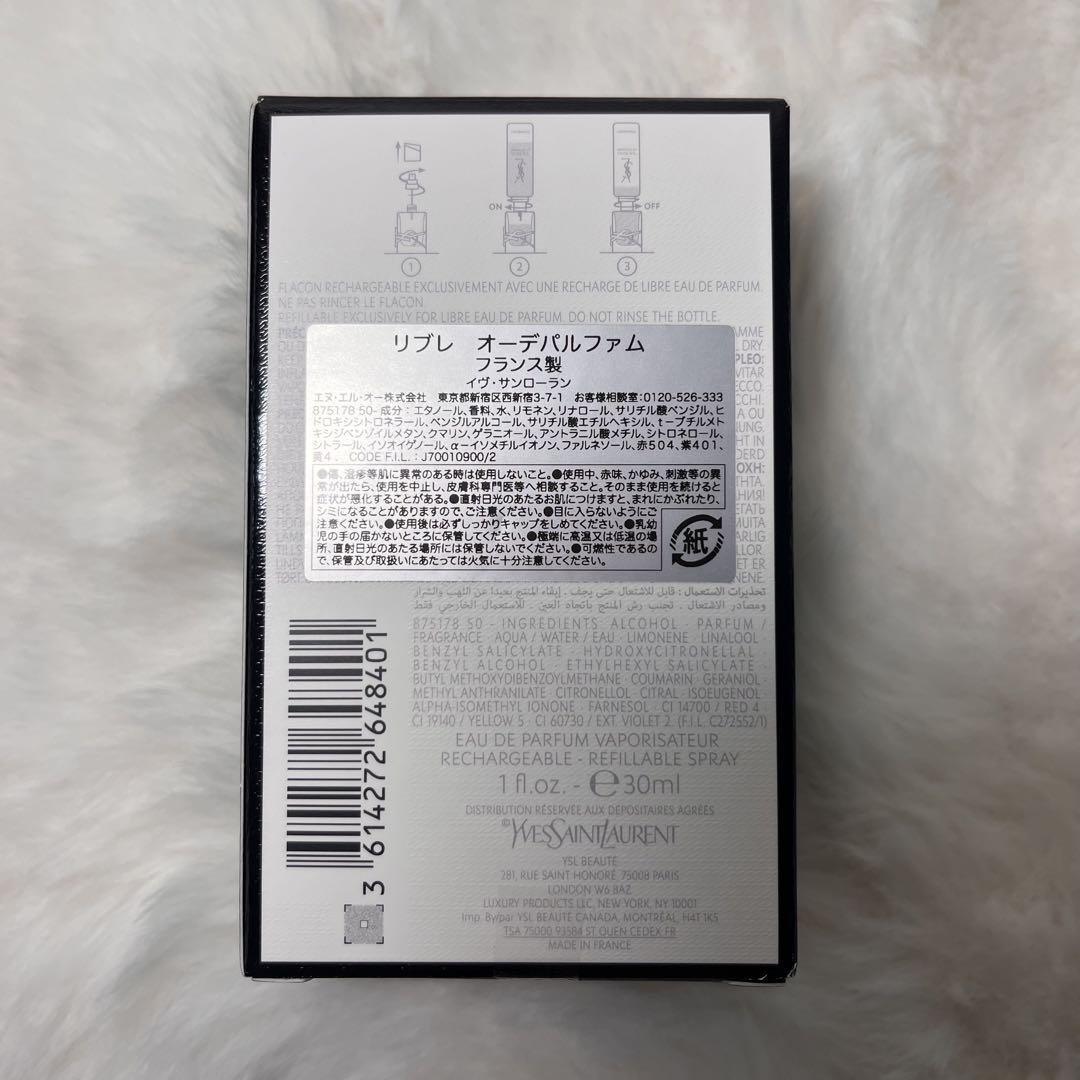 ON
OFF
1
2
3
FLACON RECHARGEABLE EXCLUSIVEMENT AVEC UNE RECHARGE DE LIBRE EAU DE PARFUM.
NE PAS RINCER LE FLACON.
REFILLABLE EXCLUSIVELY FOR LIBRE EAU DE PARFUM. DO NOT RINSE THE BOTTLE.
リブレ オーデパルファム
フランス製
イヴ・サンローラン
エヌ・エル・オー株式会社 東京都新宿区西新宿3-7-1 お客様相談室:0120-526-333
875178 50- 成分:エタノール、香料、水、リモネン、リナロール、サリチル酸ベンジル、ヒ
ドロキシシトロネラール、ベンジルアルコール、サリチル酸エチルヘキシル、t-ブチルメト
キシジベンゾイルメタン、クマリン、ゲラニオール、アントラニル酸メチル、シトロネロール、
シトラール、イソオイゲノール、α-イソメチルイオノン、ファルネソール、赤504、紫401、
黄4、 CODE F.I.L.:J70010900/2
●傷、湿疹等肌に異常のある時は使用しないこと。●使用中、赤味、かゆみ、刺激等の異
常が出たら、使用を中止し、皮膚科専門医等へ相談すること。そのまま使用を続けると
症状が悪化することがある。●直射日光のあたるお肌につけますと、まれにかぶれたり、
シミになることがありますので、ご注意ください。●目に入らないようにご
注意ください。●使用後は必ずしっかりキャップをしめてください。●乳幼
児の手の届かないところに保管してください。●極端に高温又は低温の場
所、直射日光のあたる場所には保管しないでください。●可燃性であるの
で、保管及び取扱いにあたっては火気に十分注意してください。
紙
تحذيرات الاستعمال : قابل للاشتعال حتى يجف . إبقاء المنتج بعيدا عن اللهب والشرار
ومصادر الاشتعال . تجنب رش المنتج باتجاه العين . للاستعمال الخارجي فقط
875178 50 - INGREDIENTS ALCOHOL · PARFUM /
FRAGRANCE · AQUA / WATER / EAU · LIMONENE · LINALOOL ·
BENZYL SALICYLATE · HYDROXYCITRONELLAL ·
BENZYL ALCOHOL · ETHYLHEXYL SALICYLATE ·
BUTYL METHOXYDIBENZOYLMETHANE · COUMARIN · GERANIOL ·
METHYL ANTHRANILATE · CITRONELLOL · CITRAL · ISOEUGENOL ·
ALPHA-ISOMETHYL IONONE · FARNESOL · CI 14700 / RED 4 ·
CI 19140 / YELLOW 5 · CI 60730 / EXT. VIOLET 2 (F.I.L. C272552/1)
EAU DE PARFUM VAPORISATEUR
RECHARGEABLE - REFILLABLE SPRAY
1 fl.oz. - ℮30ml
DISTRIBUTION RÉSERVÉE AUX DÉPOSITAIRES AGRÉÉS
©YVESSAINTLAURENT
YSL BEAUTÉ
281, RUE SAINT HONORÉ, 75008 PARIS
LONDON W6 8AZ
LUXURY PRODUCTS LLC, NEW YORK, NY 10001
Imp. By/par YSL BEAUTÉ CANADA, MONTRÉAL, H4T 1K5
TSA 75000 93584 ST OUEN CEDEX FR
MADE IN FRANCE
3 614272 648401